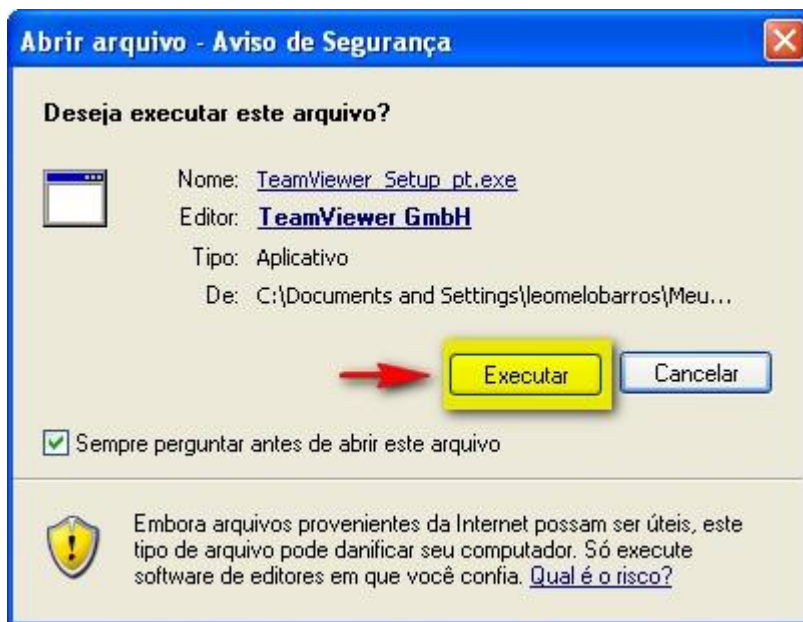 Abrir arquivo - Aviso de Segurança
Deseja executar este arquivo?
Nome: TeamViewer_Setup_pt.exe
Editor: TeamViewer GmbH
Tipo: Aplicativo
De: C:\Documents and Settings\leomelobarros\Meu...
Executar Cancelar
Sempre perguntar antes de abrir este arquivo
Embora arquivos provenientes da Internet possam ser úteis, este
tipo de arquivo pode danificar seu computador. Só execute
software de editores em que você confia. Qual é o risco?